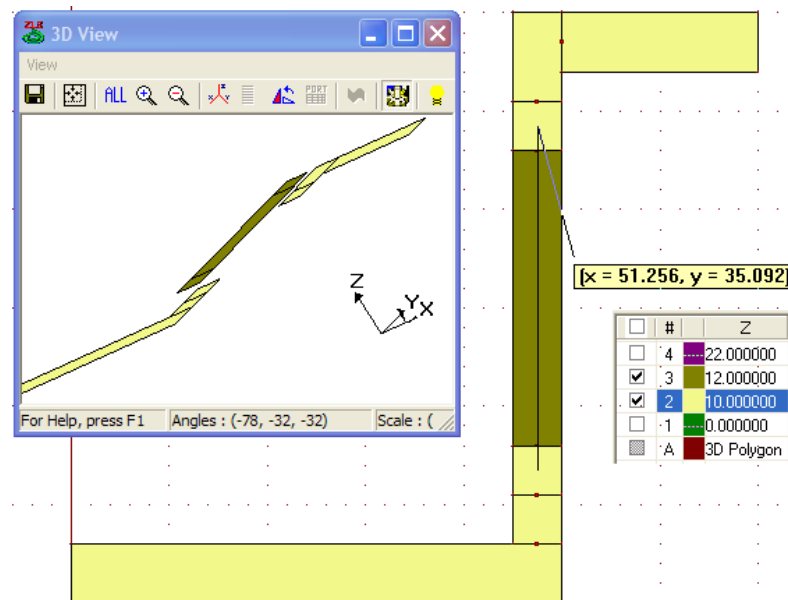 3D View
View
ALL
PORT
Z
Y
X
For Help, press F1 Angles : (-78, -32, -32) Scale : (
(x = 51.256, y = 35.092)
# Z
4 22.000000
3 12.000000
2 10.000000
1 0.000000
A 3D Polygon